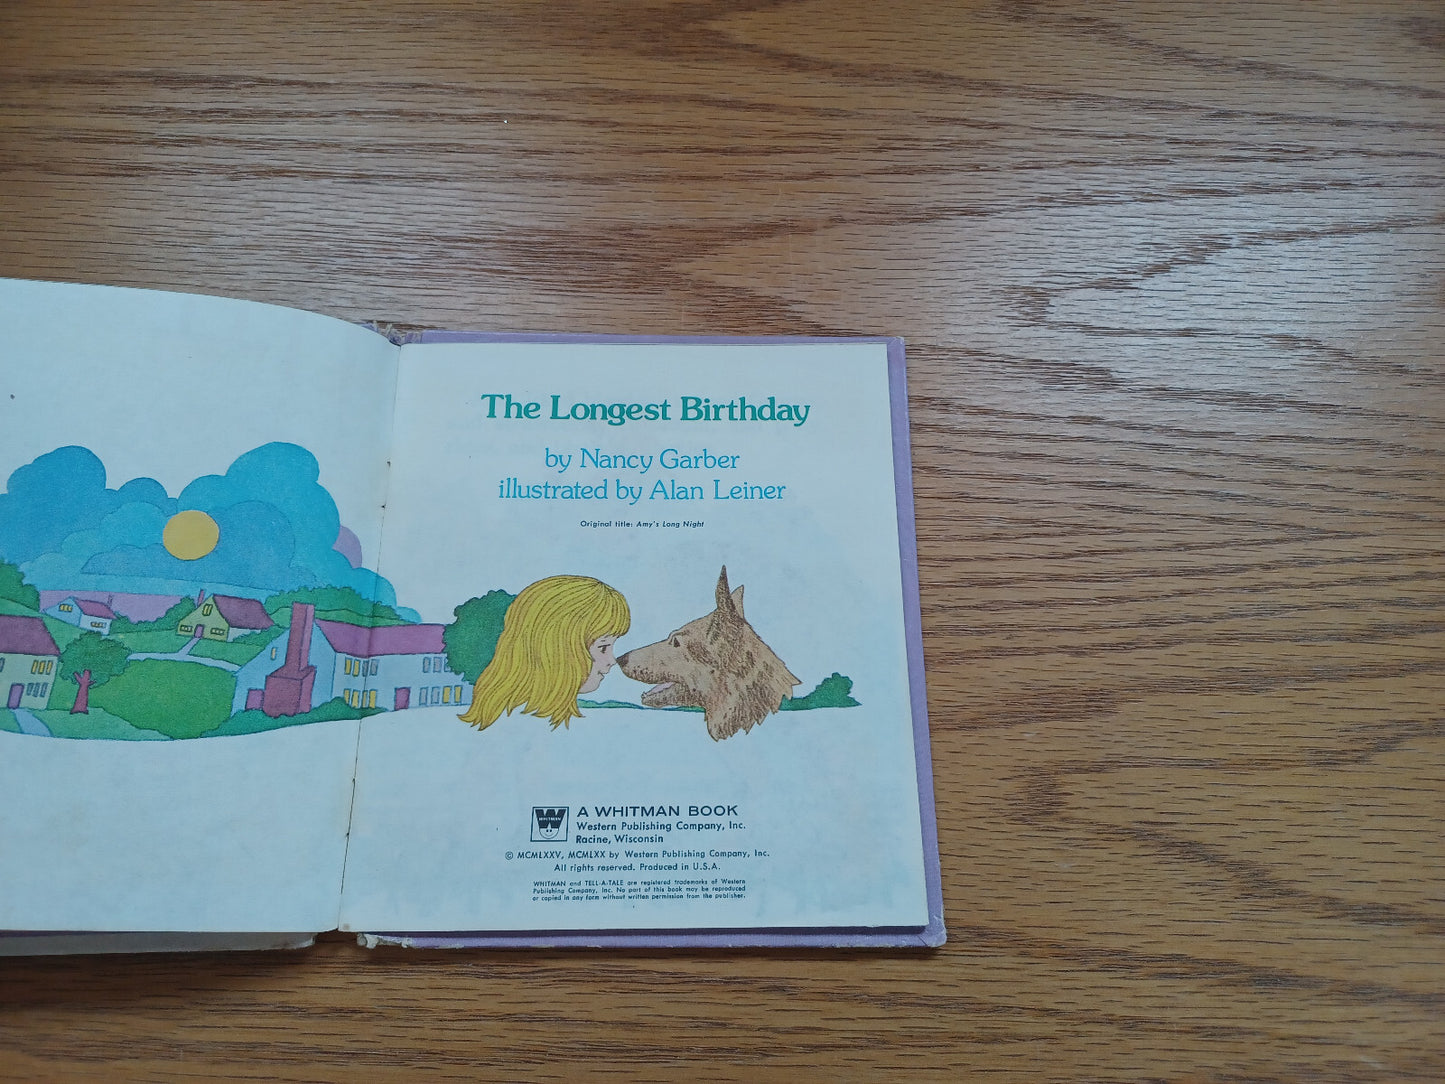 The Longest Birthday
by Nancy Garber
illustrated by Alan Leiner
Original title: Amy's Long Night
W
WHITMAN
A WHITMAN BOOK
Western Publishing Company, Inc.
Racine, Wisconsin
© MCMLXXV, MCMLXX by Western Publishing Company, Inc.
All rights reserved. Produced in U.S.A.
WHITMAN and TELL-A-TALE are registered trademarks of Western
Publishing Company, Inc. No part of this book may be reproduced
or copied in any form without written permission from the publisher.